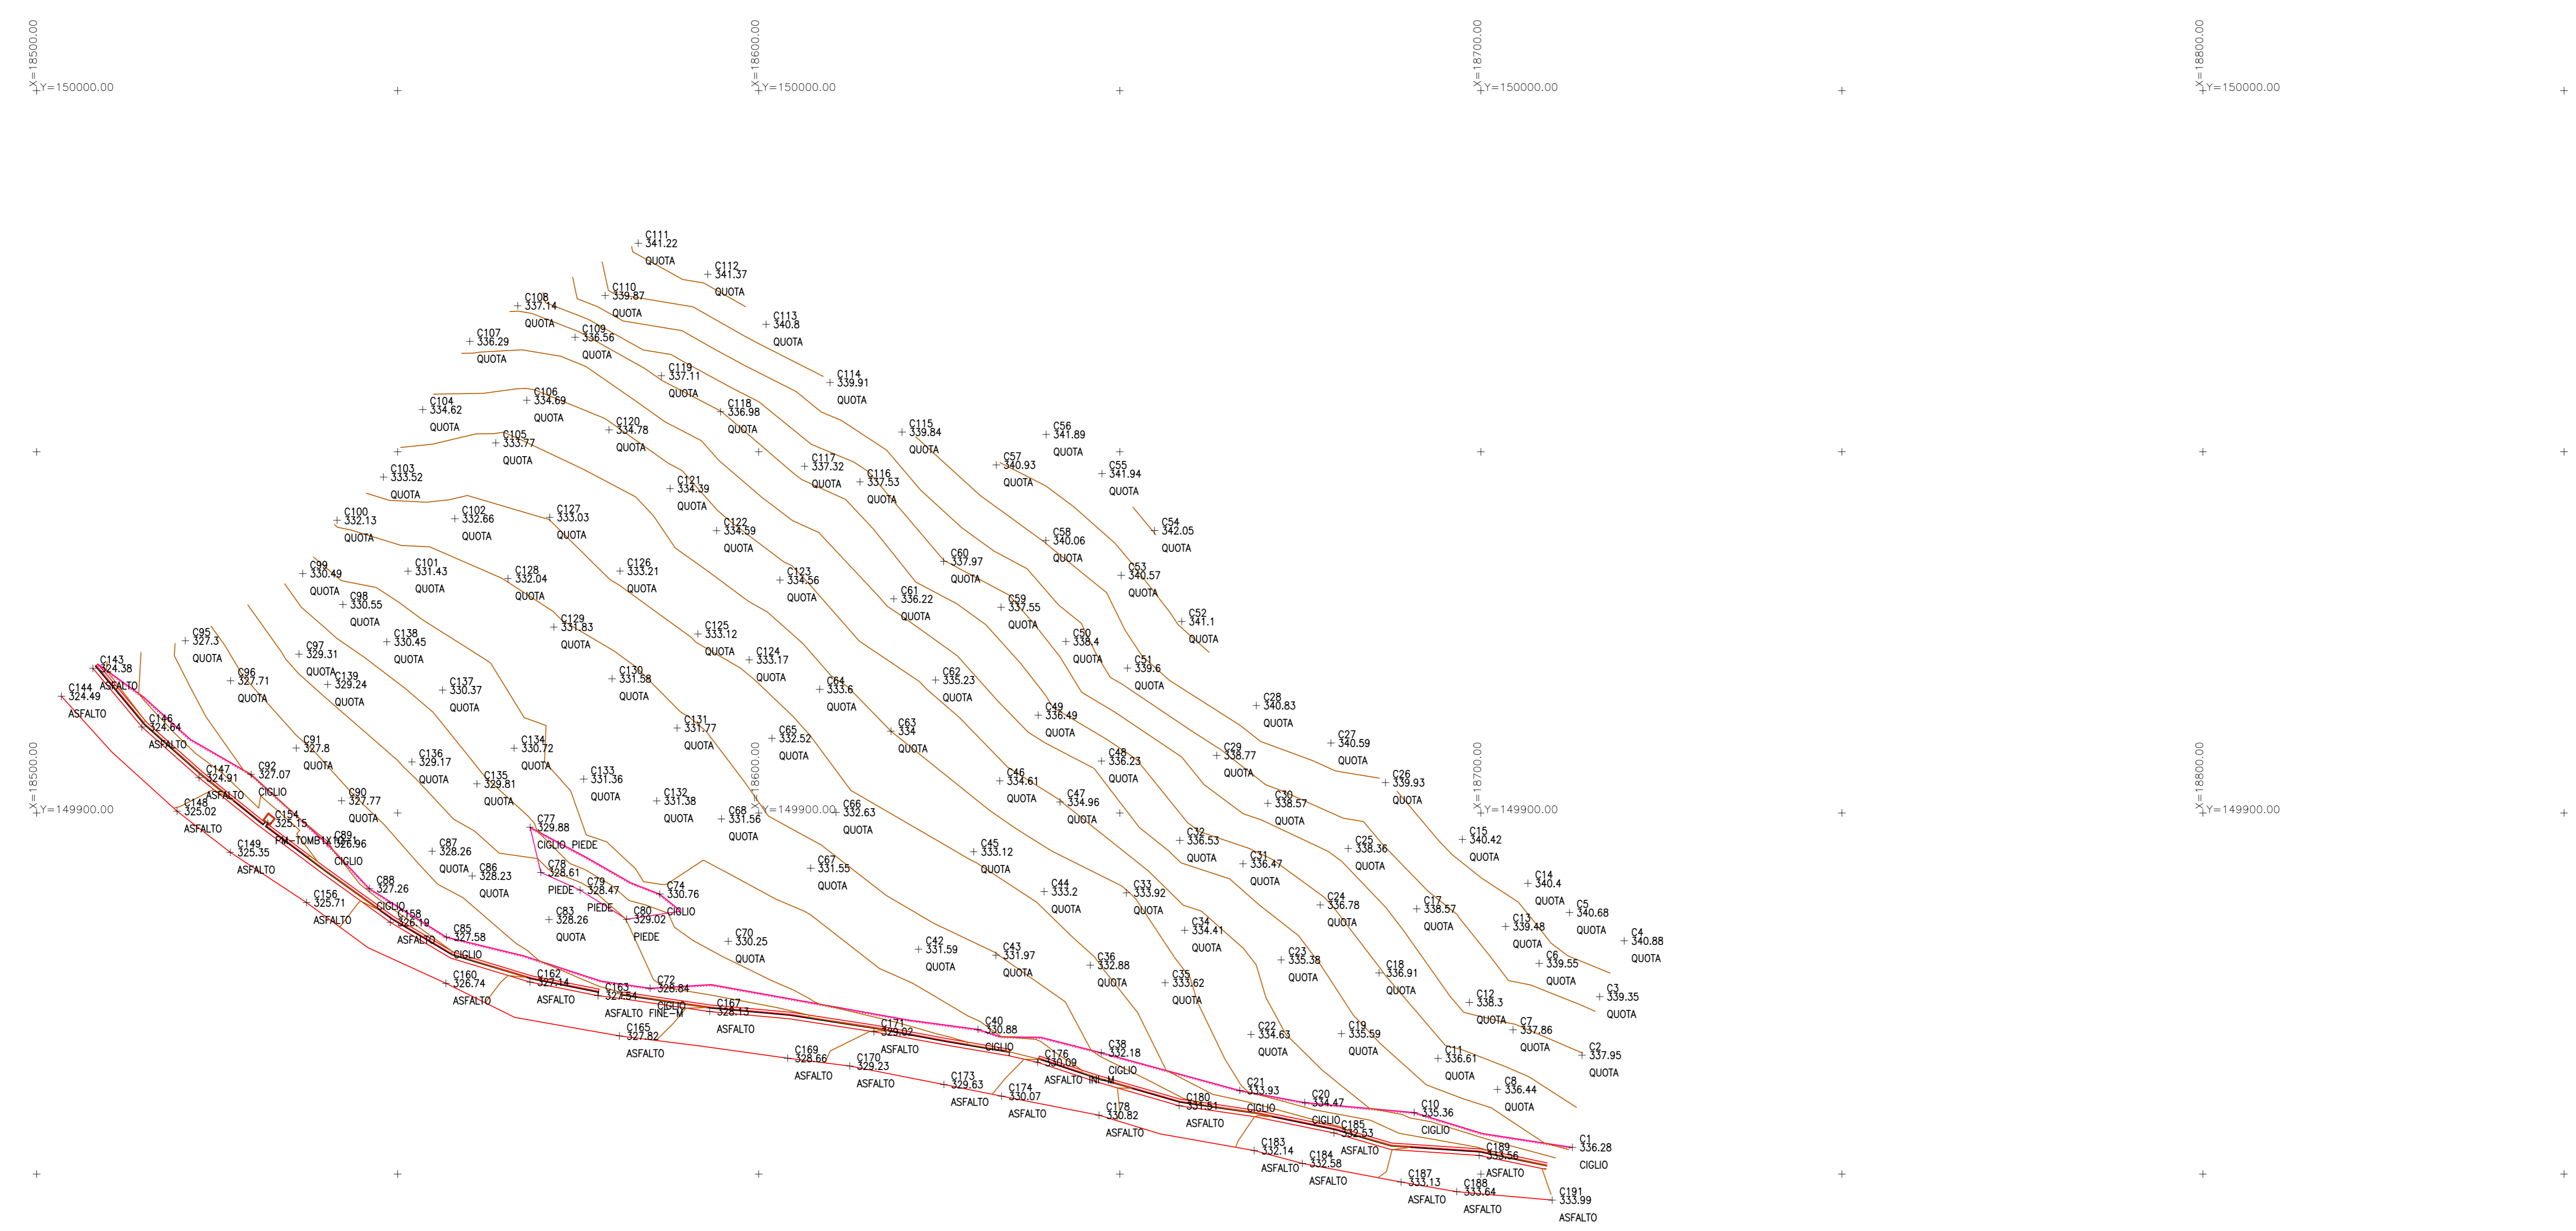 X=18500.00
X=18600.00
X=18700.00
X=18800.00
Y=150000.00
Y=150000.00
Y=150000.00
Y=150000.00
C111
341.22
QUOTA
C112
341.37
QUOTA
C110
339.87
QUOTA
C108
337.14
QUOTA
C113
340.8
QUOTA
C109
336.56
QUOTA
C107
336.29
QUOTA
C119
337.11
QUOTA
C114
339.91
QUOTA
C106
334.69
QUOTA
C104
334.62
QUOTA
C118
336.98
QUOTA
C120
334.78
QUOTA
C115
339.84
QUOTA
C56
341.89
QUOTA
C105
333.77
QUOTA
C57
340.93
QUOTA
C117
337.32
QUOTA
C55
341.94
QUOTA
C103
333.52
QUOTA
C116
337.53
QUOTA
C121
334.39
QUOTA
C100
332.13
QUOTA
C102
332.66
QUOTA
C127
333.03
QUOTA
C122
334.59
QUOTA
C54
342.05
QUOTA
C58
340.06
QUOTA
C60
337.97
QUOTA
C99
330.49
QUOTA
C101
331.43
QUOTA
C128
332.04
QUOTA
C126
333.21
QUOTA
C123
334.56
QUOTA
C53
340.57
QUOTA
C98
330.55
QUOTA
C61
336.22
QUOTA
C59
337.55
QUOTA
C52
341.1
QUOTA
C129
331.83
QUOTA
C125
333.12
QUOTA
C95
327.3
QUOTA
C138
330.45
QUOTA
C50
338.4
QUOTA
C97
329.31
QUOTA
C124
333.17
QUOTA
C143
324.38
ASFALTO
C51
339.6
QUOTA
C96
327.71
QUOTA
C139
329.24
QUOTA
C137
330.37
QUOTA
C130
331.58
QUOTA
C62
335.23
QUOTA
C64
333.6
QUOTA
C144
324.49
ASFALTO
C28
340.83
QUOTA
C49
336.49
QUOTA
C146
324.64
ASFALTO
C131
331.77
QUOTA
C63
334
QUOTA
C65
332.52
QUOTA
C27
340.59
QUOTA
C91
327.8
QUOTA
C134
330.72
QUOTA
C29
338.77
QUOTA
C136
329.17
QUOTA
C48
336.23
QUOTA
C92
327.07
CIGLIO
C147
324.91
ASFALTO
C133
331.36
QUOTA
C135
329.81
QUOTA
C46
334.61
QUOTA
C26
339.93
QUOTA
X=18500.00
X=18600.00
X=18700.00
X=18800.00
Y=149900.00
Y=149900.00
Y=149900.00
Y=149900.00
C90
327.77
QUOTA
C132
331.38
QUOTA
C47
334.96
QUOTA
C30
338.57
QUOTA
C148
325.02
ASFALTO
C66
332.63
QUOTA
C68
331.56
QUOTA
C154
325.15
C77
329.88
CIGLIO PIEDE
C32
336.53
QUOTA
C15
340.42
QUOTA
C89
326.96
CIGLIO
C149
325.35
ASFALTO
C87
328.26
QUOTA
C45
333.12
QUOTA
C25
338.36
QUOTA
C31
336.47
QUOTA
C67
331.55
QUOTA
C86
328.23
QUOTA
C78
328.61
PIEDE
C14
340.4
QUOTA
C88
327.26
CIGLIO
C79
328.47
PIEDE
C74
330.76
CIGLIO
C44
333.2
QUOTA
C33
333.92
QUOTA
C156
325.71
ASFALTO
C24
336.78
QUOTA
C17
338.57
QUOTA
C5
340.68
QUOTA
C158
326.19
ASFALTO
C83
328.26
QUOTA
C80
329.02
PIEDE
C34
334.41
QUOTA
C13
339.48
QUOTA
C85
327.58
CIGLIO
C70
330.25
QUOTA
C4
340.88
QUOTA
C42
331.59
QUOTA
C43
331.97
QUOTA
C23
335.38
QUOTA
C36
332.88
QUOTA
C6
339.55
QUOTA
C18
336.91
QUOTA
C160
326.74
ASFALTO
C162
327.14
ASFALTO
C35
333.62
QUOTA
C72
328.84
CIGLIO
C163
327.54
ASFALTO FINE-M
C3
339.35
QUOTA
C12
338.3
QUOTA
C167
328.13
ASFALTO
C40
330.88
CIGLIO
C171
329.02
ASFALTO
C7
337.86
QUOTA
C165
327.82
ASFALTO
C22
334.63
QUOTA
C19
335.59
QUOTA
C38
332.18
CIGLIO
C2
337.95
QUOTA
C169
328.66
ASFALTO
C176
330.09
ASFALTO INI-M
C11
336.61
QUOTA
C170
329.23
ASFALTO
C173
329.63
ASFALTO
C21
333.93
CIGLIO
C8
336.44
QUOTA
C174
330.07
ASFALTO
C180
331.51
ASFALTO
C20
334.47
CIGLIO
C10
335.36
CIGLIO
C178
330.82
ASFALTO
C185
332.53
ASFALTO
C183
332.14
ASFALTO
C1
336.28
CIGLIO
C189
333.56
ASFALTO
C184
332.58
ASFALTO
C187
333.13
ASFALTO
C188
333.64
ASFALTO
C191
333.99
ASFALTO